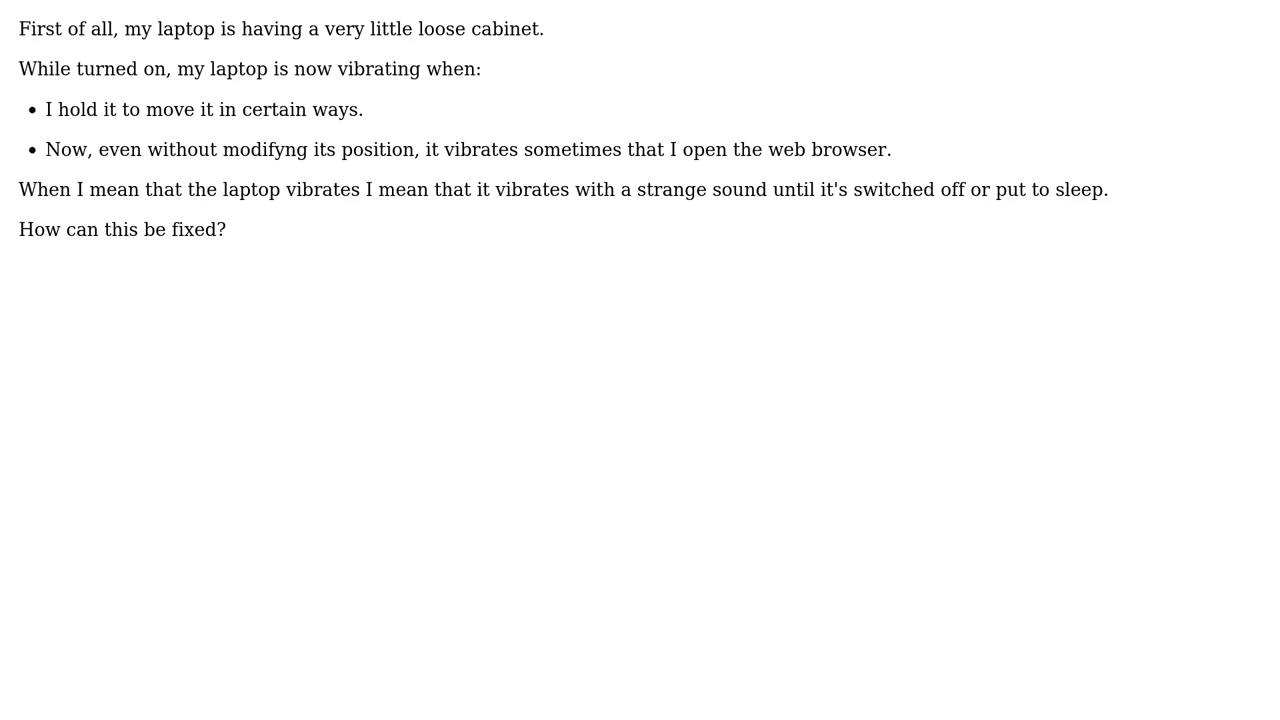 First of all, my laptop is having a very little loose cabinet.
While turned on, my laptop is now vibrating when:
• I hold it to move it in certain ways.
• Now, even without modifyng its position, it vibrates sometimes that I open the web browser.
When I mean that the laptop vibrates I mean that it vibrates with a strange sound until it's switched off or put to sleep.
How can this be fixed?